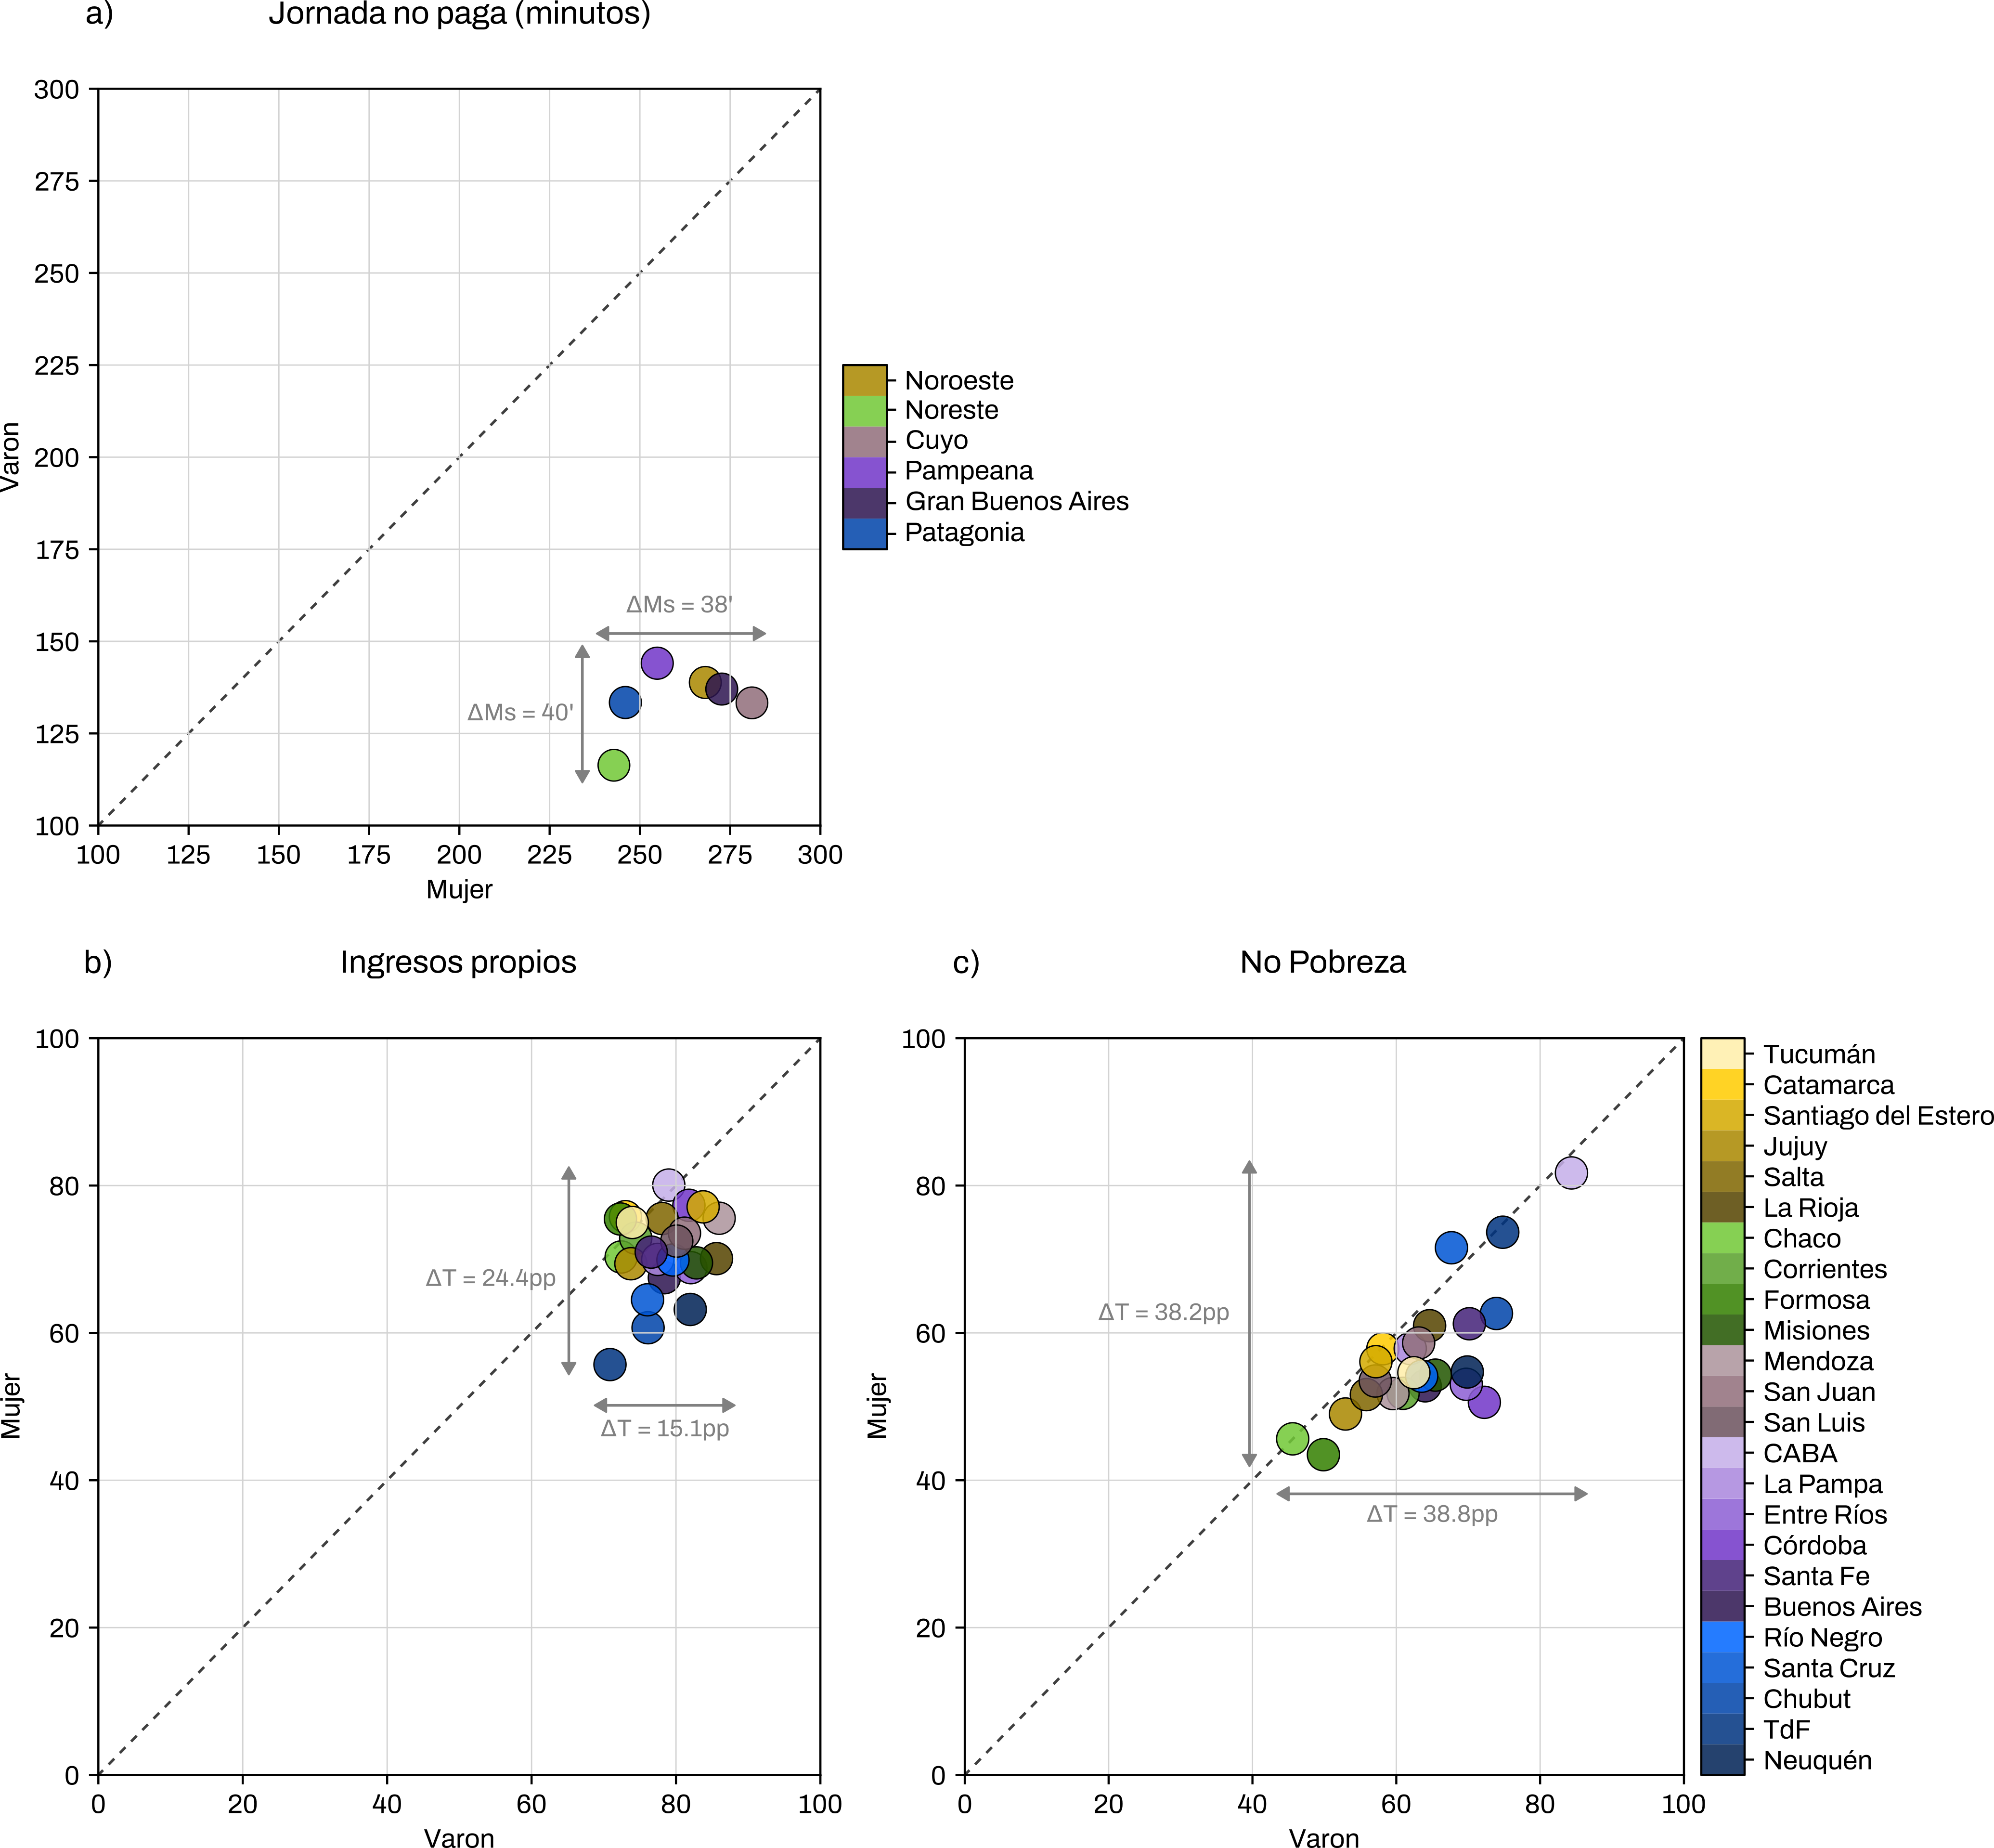 a) Jornada no paga (minutos)
300
275
250
225
200
175
150
125
100
Varon
ΔMs = 38'
ΔMs = 40'
100 125 150 175 200 225 250 275 300
Mujer
Noroeste
Noreste
Cuyo
Pampeana
Gran Buenos Aires
Patagonia
b) Ingresos propios
100
80
60
40
20
0
Mujer
ΔT = 24.4pp
ΔT = 15.1pp
0 20 40 60 80 100
Varon
c) No Pobreza
100
80
60
40
20
0
Mujer
ΔT = 38.2pp
ΔT = 38.8pp
0 20 40 60 80 100
Varon
Tucumán
Catamarca
Santiago del Estero
Jujuy
Salta
La Rioja
Chaco
Corrientes
Formosa
Misiones
Mendoza
San Juan
San Luis
CABA
La Pampa
Entre Ríos
Córdoba
Santa Fe
Buenos Aires
Río Negro
Santa Cruz
Chubut
TdF
Neuquén